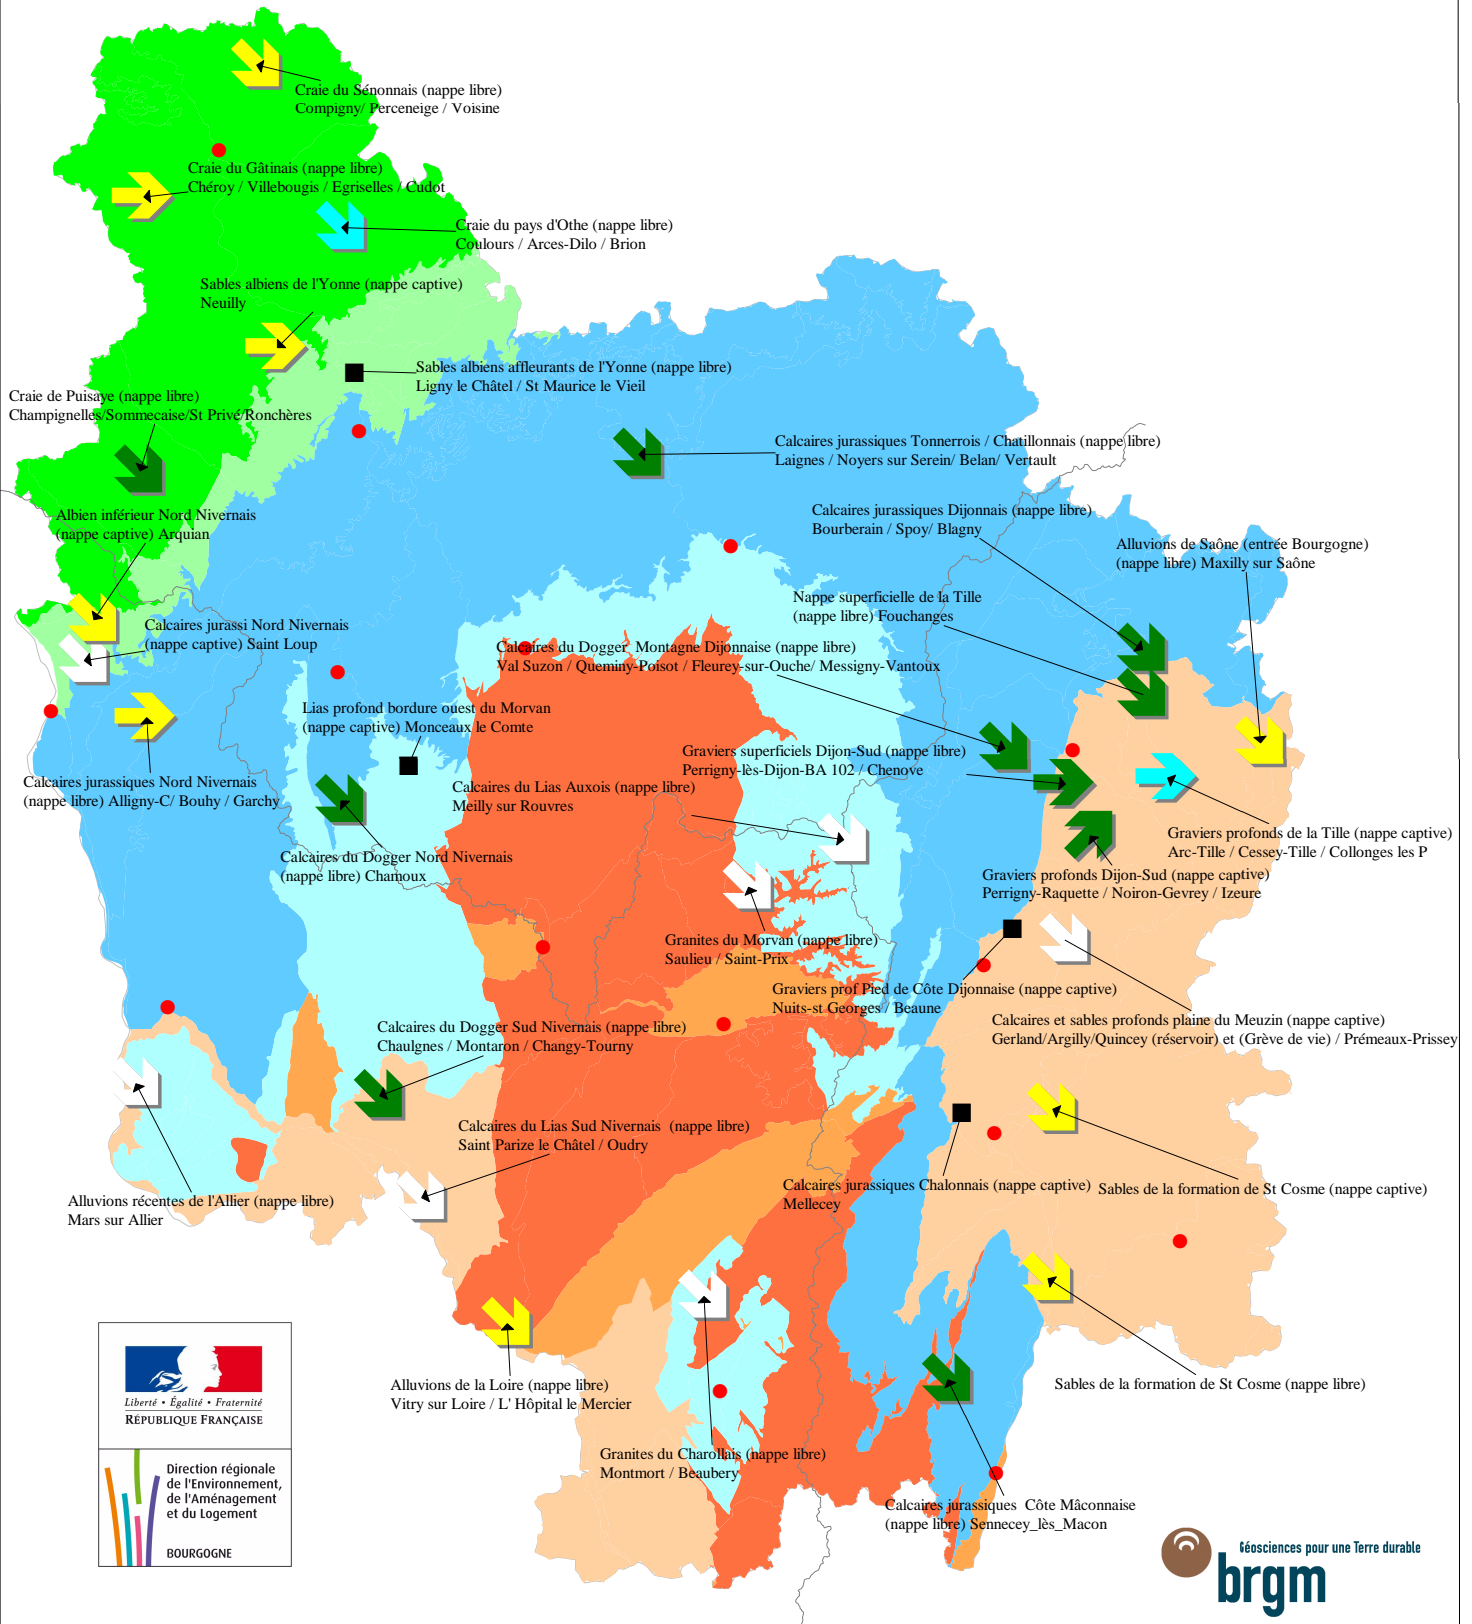 Craie du Sénonnais (nappe libre)
Compigny/ Perceneige / Voisine
Craie du Gâtinais (nappe libre)
Chéroy / Villebougis / Egriselles / Cudot
Craie du pays d'Othe (nappe libre)
Coulours / Arces-Dilo / Brion
Sables albiens de l'Yonne (nappe captive)
Neuilly
Sables albiens affleurants de l'Yonne (nappe libre)
Ligny le Châtel / St Maurice le Vieil
Craie de Puisaye (nappe libre)
Champignelles/Sommecaise/St Privé/Ronchères
Calcaires jurassiques Tonnerrois / Chatillonnais (nappe libre)
Laignes / Noyers sur Serein/ Belan/ Vertault
Albien inférieur Nord Nivernais
(nappe captive) Arquian
Calcaires jurassiques Dijonnais (nappe libre)
Bourberain / Spoy/ Blagny
Alluvions de Saône (entrée Bourgogne)
(nappe libre) Maxilly sur Saône
Nappe superficielle de la Tille
(nappe libre) Fouchanges
Calcaires jurassi Nord Nivernais
(nappe captive) Saint Loup
Calcaires du Dogger Montagne Dijonnaise (nappe libre)
Val Suzon / Queminy-Poisot / Fleurey-sur-Ouche/ Messigny-Vantoux
Lias profond bordure ouest du Morvan
(nappe captive) Monceaux le Comte
Graviers superficiels Dijon-Sud (nappe libre)
Perrigny-lès-Dijon-BA 102 / Chenove
Calcaires jurassiques Nord Nivernais
(nappe libre) Alligny-C/ Bouhy / Garchy
Calcaires du Lias Auxois (nappe libre)
Meilly sur Rouvres
Graviers profonds de la Tille (nappe captive)
Arc-Tille / Cessey-Tille / Collonges les P
Calcaires du Dogger Nord Nivernais
(nappe libre) Chamoux
Graviers profonds Dijon-Sud (nappe captive)
Perrigny-Raquette / Noiron-Gevrey / Izeure
Granites du Morvan (nappe libre)
Saulieu / Saint-Prix
Graviers prof Pied de Côte Dijonnaise (nappe captive)
Nuits-st Georges / Beaune
Calcaires et sables profonds plaine du Meuzin (nappe captive)
Gerland/Argilly/Quincey (réservoir) et (Grève de vie) / Prémeaux-Prissey
Calcaires du Dogger Sud Nivernais (nappe libre)
Chaulgnes / Montaron / Changy-Tourny
Calcaires du Lias Sud Nivernais (nappe libre)
Saint Parize le Châtel / Oudry
Alluvions récentes de l'Allier (nappe libre)
Mars sur Allier
Calcaires jurassiques Chalonnais (nappe captive)
Mellecey
Sables de la formation de St Cosme (nappe captive)
Alluvions de la Loire (nappe libre)
Vitry sur Loire / L' Hôpital le Mercier
Sables de la formation de St Cosme (nappe libre)
Granites du Charollais (nappe libre)
Montmort / Beaubery
Calcaires jurassiques Côte Mâconnaise
(nappe libre) Sennecey_lès_Macon
Liberté • Égalité • Fraternité
RÉPUBLIQUE FRANÇAISE
Direction régionale
de l'Environnement,
de l'Aménagement
et du Logement
BOURGOGNE
Géosciences pour une Terre durable
brgm